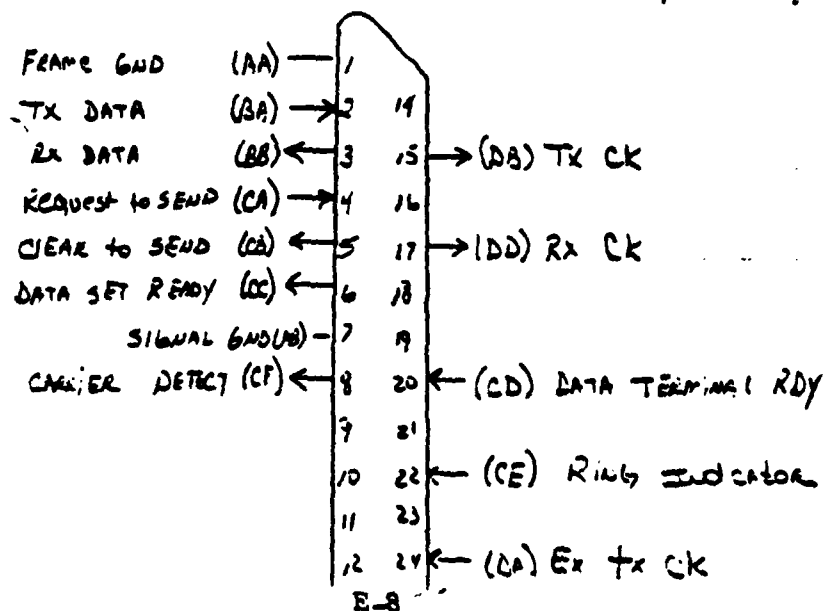 FRAME GND (AA) 1
TX DATA (BA) 2 14
Rx DATA (BB) 3 15 (DB) TX CK
REQUEST to SEND (CA) 4 16
CLEAR to SEND (CB) 5 17 (DD) Rx CK
DATA SET READY (CC) 6 18
SIGNAL GND (AB) 7 19
CARRIER DETECT (CF) 8 20 (CD) DATA TERMINAL RDY
9 21
10 22 (CE) RING Indicator
11 23
12 24 (DA) Ex tx CK
E-8